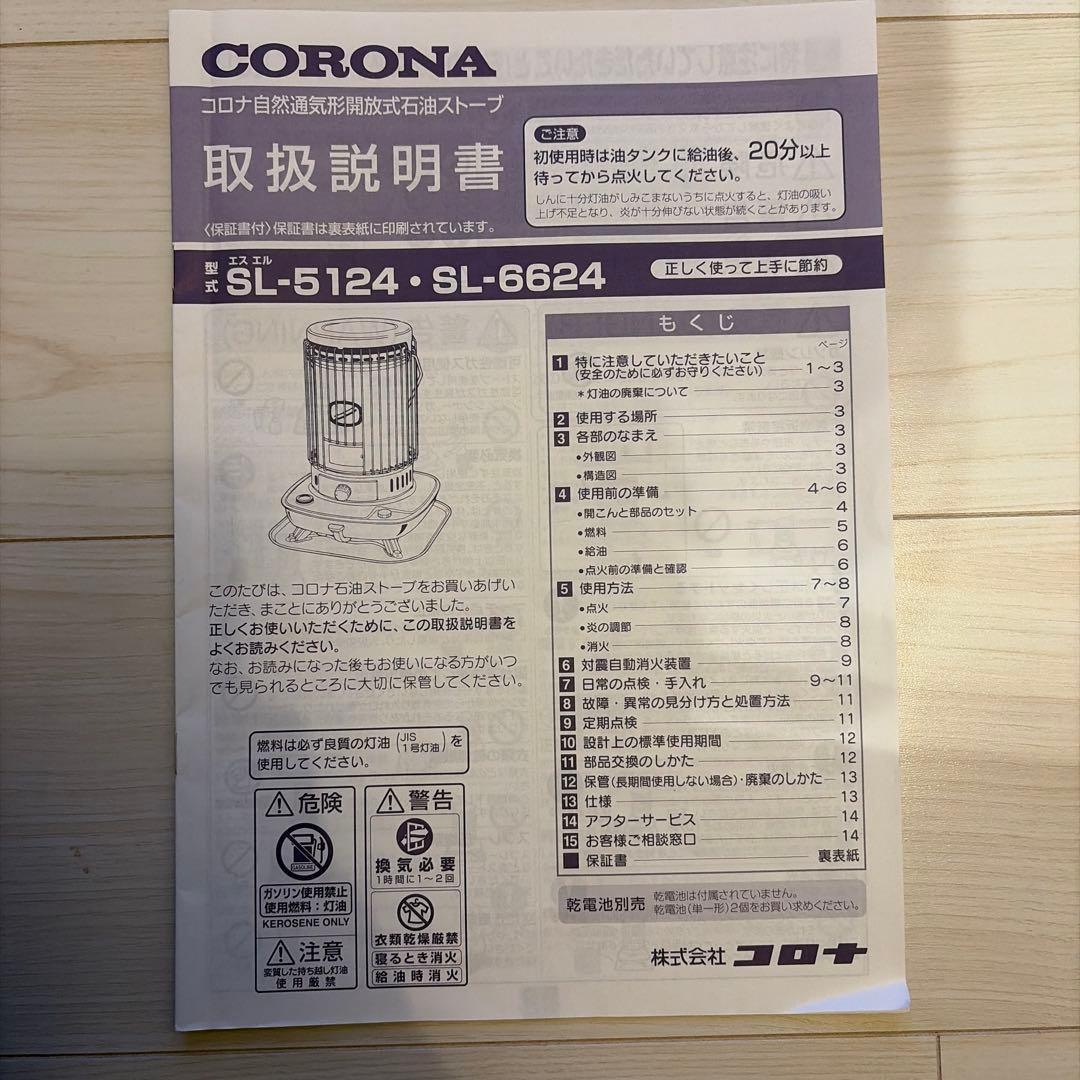 CORONA
コロナ自然通気形開放式石油ストーブ
取扱説明書
〈保証書付〉保証書は裏表紙に印刷されています。
ご注意
初使用時は油タンクに給油後、20分以上
待ってから点火してください。
しんに十分灯油がしみこまないうちに点火すると、灯油の吸い
上げ不足となり、炎が十分伸びない状態が続くことがあります。
型式
エス エル
SL-5124・SL-6624
正しく使って上手に節約
もくじ
ページ
1 特に注意していただきたいこと
(安全のために必ずお守りください) 1〜3
＊灯油の廃棄について 3
2 使用する場所 3
3 各部のなまえ 3
●外観図 3
●構造図 3
4 使用前の準備 4〜6
●開こんと部品のセット 4
●燃料 5
●給油 6
●点火前の準備と確認 6
5 使用方法 7〜8
●点火 7
●炎の調節 8
●消火 8
6 対震自動消火装置 9
7 日常の点検・手入れ 9〜11
8 故障・異常の見分け方と処置方法 11
9 定期点検 11
10 設計上の標準使用期間 12
11 部品交換のしかた 12
12 保管(長期間使用しない場合)・廃棄のしかた 13
13 仕様 13
14 アフターサービス 14
15 お客様ご相談窓口 14
■ 保証書 裏表紙
このたびは、コロナ石油ストーブをお買いあげい
ただき、まことにありがとうございました。
正しくお使いいただくために、この取扱説明書を
よくお読みください。
なお、お読みになった後もお使いになる方がいつ
でも見られるところに大切に保管してください。
燃料は必ず良質の灯油(JIS 1号灯油)を
使用してください。
危険
GASOLINE
ガソリン使用禁止
使用燃料：灯油
KEROSENE ONLY
注意
変質した持ち越し灯油
使用厳禁
警告
換気必要
1時間に1〜2回
衣類乾燥厳禁
寝るとき消火
給油時消火
乾電池別売
乾電池は付属されていません。
乾電池(単一形)2個をお買い求めください。
株式会社 コロナ